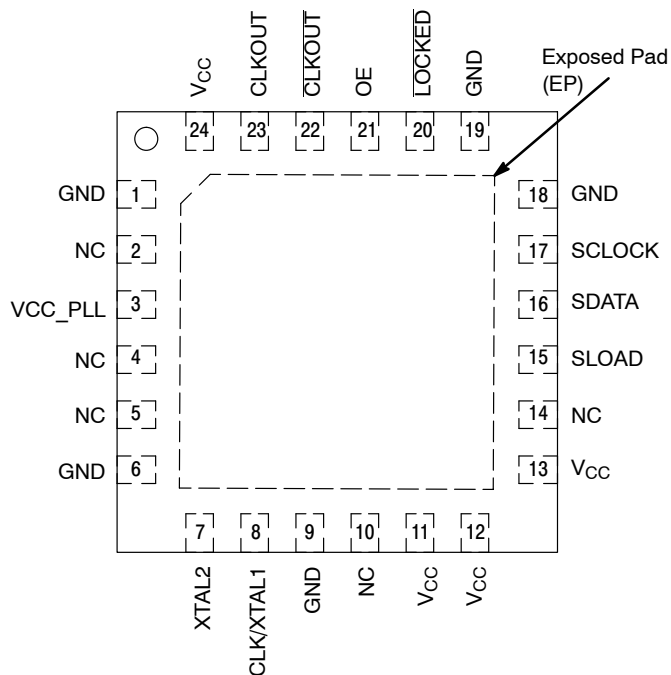 VCC
CLKOUT
C̅L̅K̅O̅U̅T̅
OE
L̅O̅C̅K̅E̅D̅
GND
Exposed Pad
(EP)
24 23 22 21 20 19
GND 1
NC 2
VCC_PLL 3
NC 4
NC 5
GND 6
18 GND
17 SCLOCK
16 SDATA
15 SLOAD
14 NC
13 VCC
7 8 9 10 11 12
XTAL2
CLK/XTAL1
GND
NC
VCC
VCC